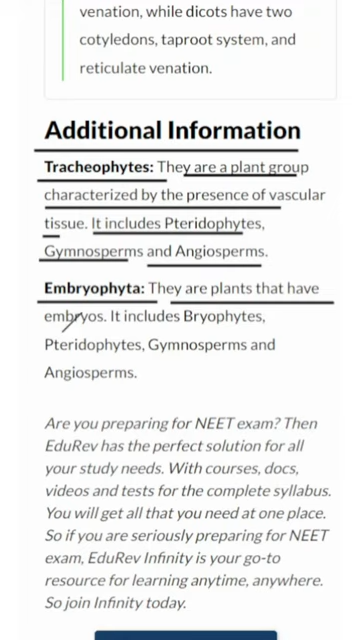 venation, while dicots have two
cotyledons, taproot system, and
reticulate venation.
Additional Information
Tracheophytes: They are a plant group
characterized by the presence of vascular
tissue. It includes Pteridophytes,
Gymnosperms and Angiosperms.
Embryophyta: They are plants that have
embryos. It includes Bryophytes,
Pteridophytes, Gymnosperms and
Angiosperms.
Are you preparing for NEET exam? Then
EduRev has the perfect solution for all
your study needs. With courses, docs,
videos and tests for the complete syllabus.
You will get all that you need at one place.
So if you are seriously preparing for NEET
exam, EduRev Infinity is your go-to
resource for learning anytime, anywhere.
So join Infinity today.